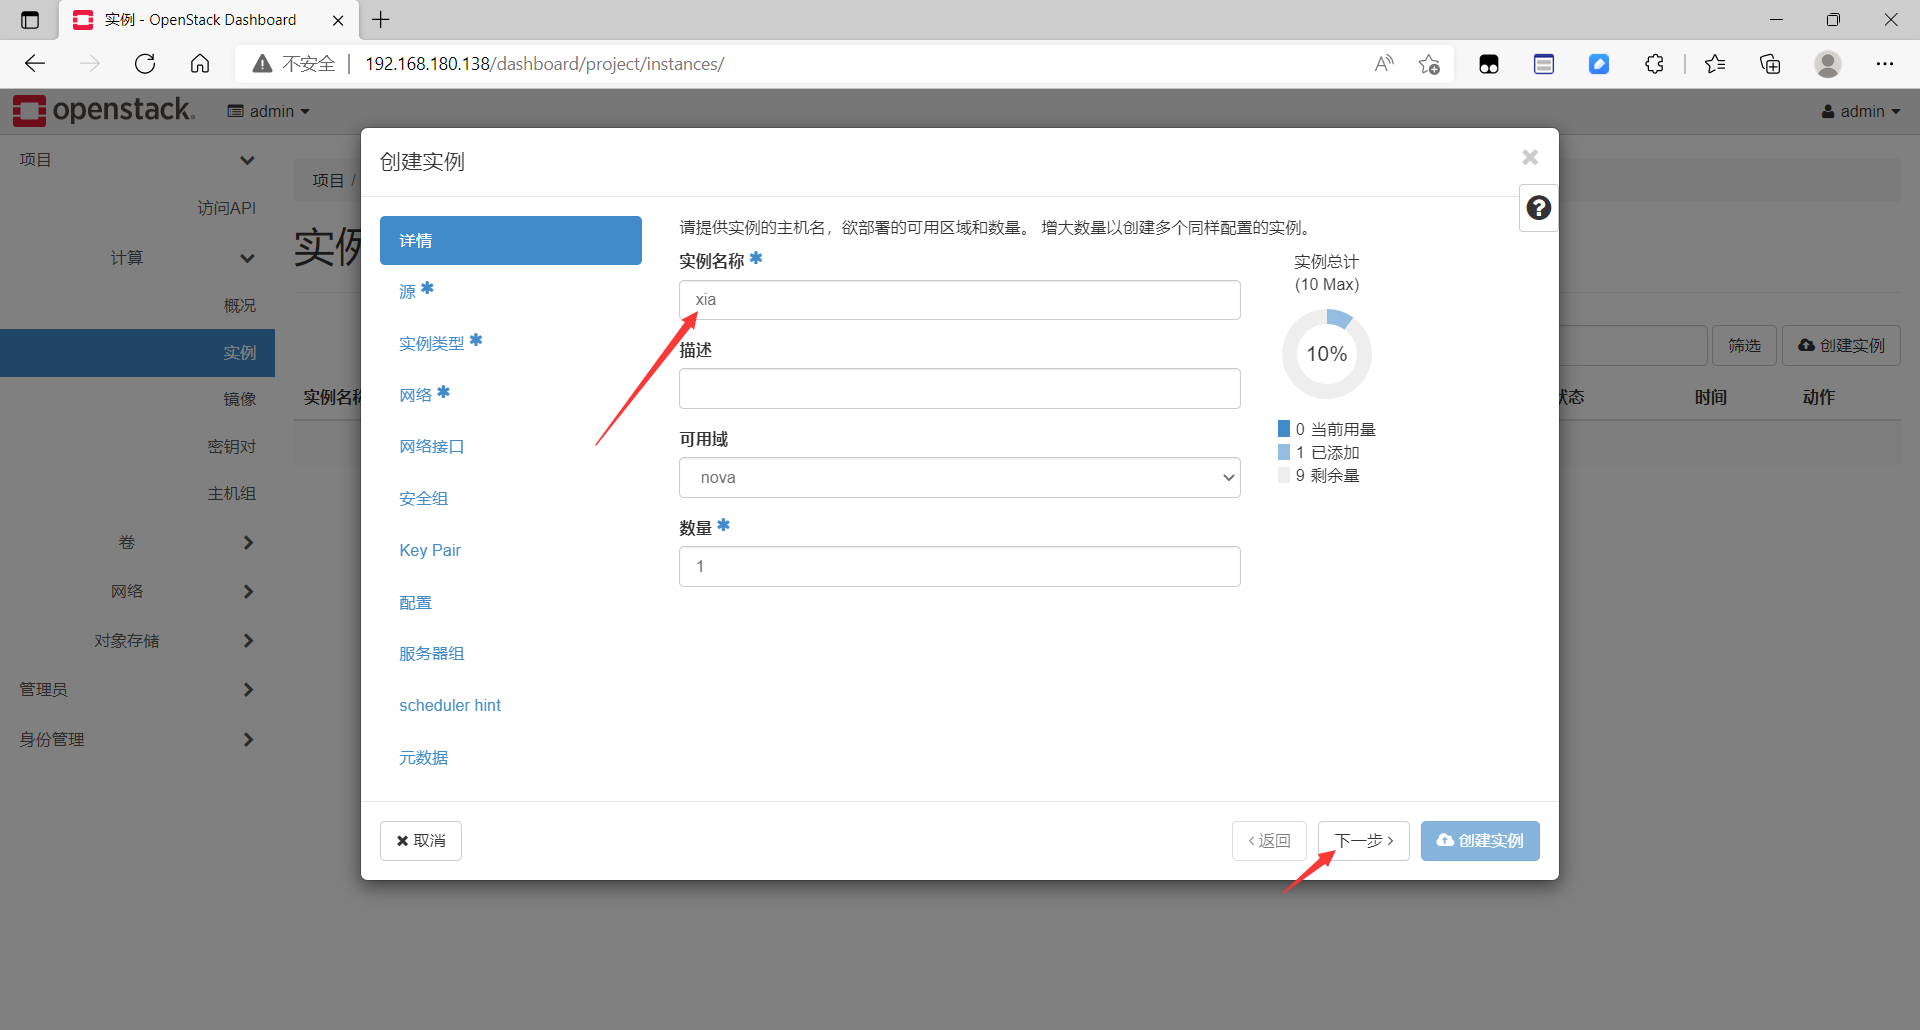 实例 - OpenStack Dashboard
不安全
192.168.180.138/dashboard/project/instances/
openstack.
admin
admin
项目
访问API
计算
概况
实例
镜像
密钥对
主机组
卷
网络
对象存储
管理员
身份管理
项目 /
实例
实例名称
筛选
创建实例
状态
时间
动作
创建实例
详情
源 *
实例类型 *
网络 *
网络接口
安全组
Key Pair
配置
服务器组
scheduler hint
元数据
请提供实例的主机名，欲部署的可用区域和数量。 增大数量以创建多个同样配置的实例。
实例名称 *
xia
描述
可用域
nova
数量 *
1
实例总计
(10 Max)
10%
0 当前用量
1 已添加
9 剩余量
取消
返回
下一步
创建实例